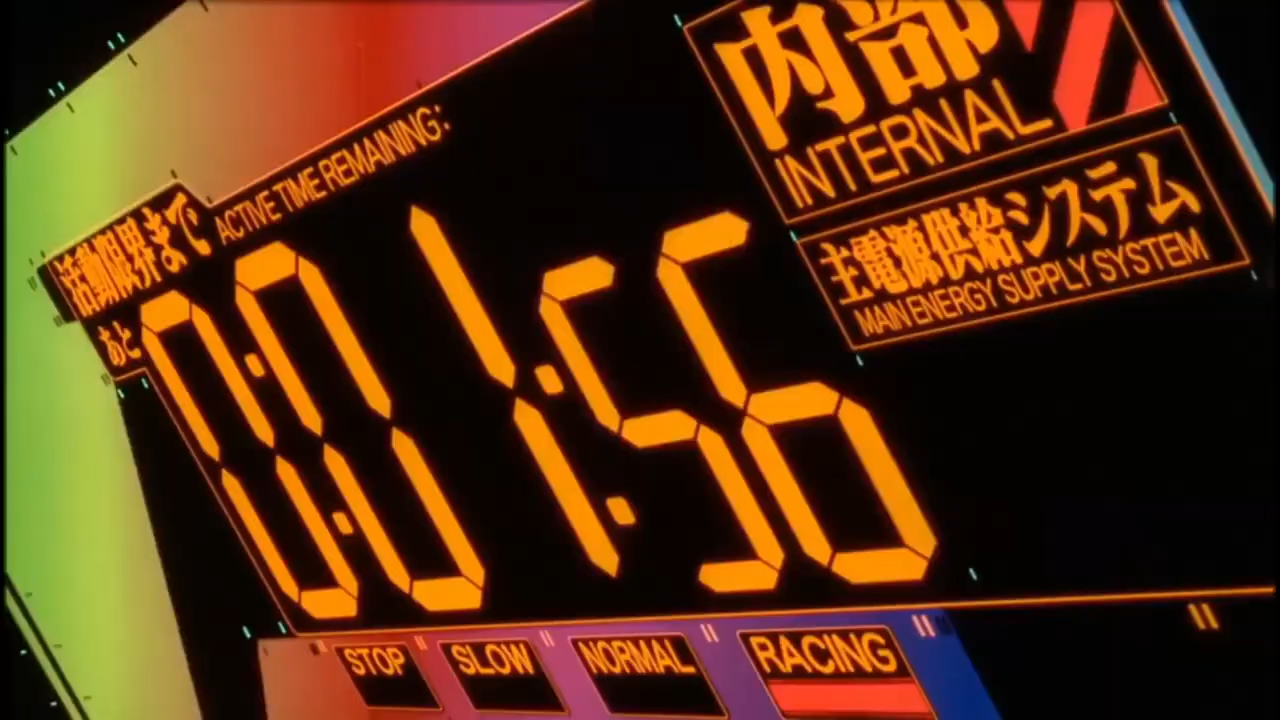 内部
INTERNAL
主電源供給システム
MAIN ENERGY SUPPLY SYSTEM
活動限界まで
ACTIVE TIME REMAINING:
あと
0:01:56
STOP
SLOW
NORMAL
RACING